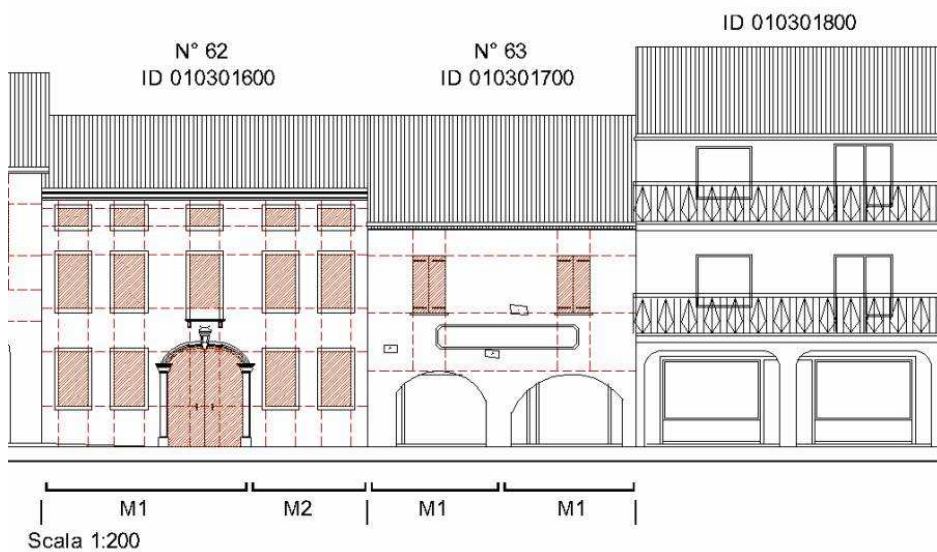 ID 010301800
N° 62
ID 010301600
N° 63
ID 010301700
M1
M2
M1
M1
Scala 1:200